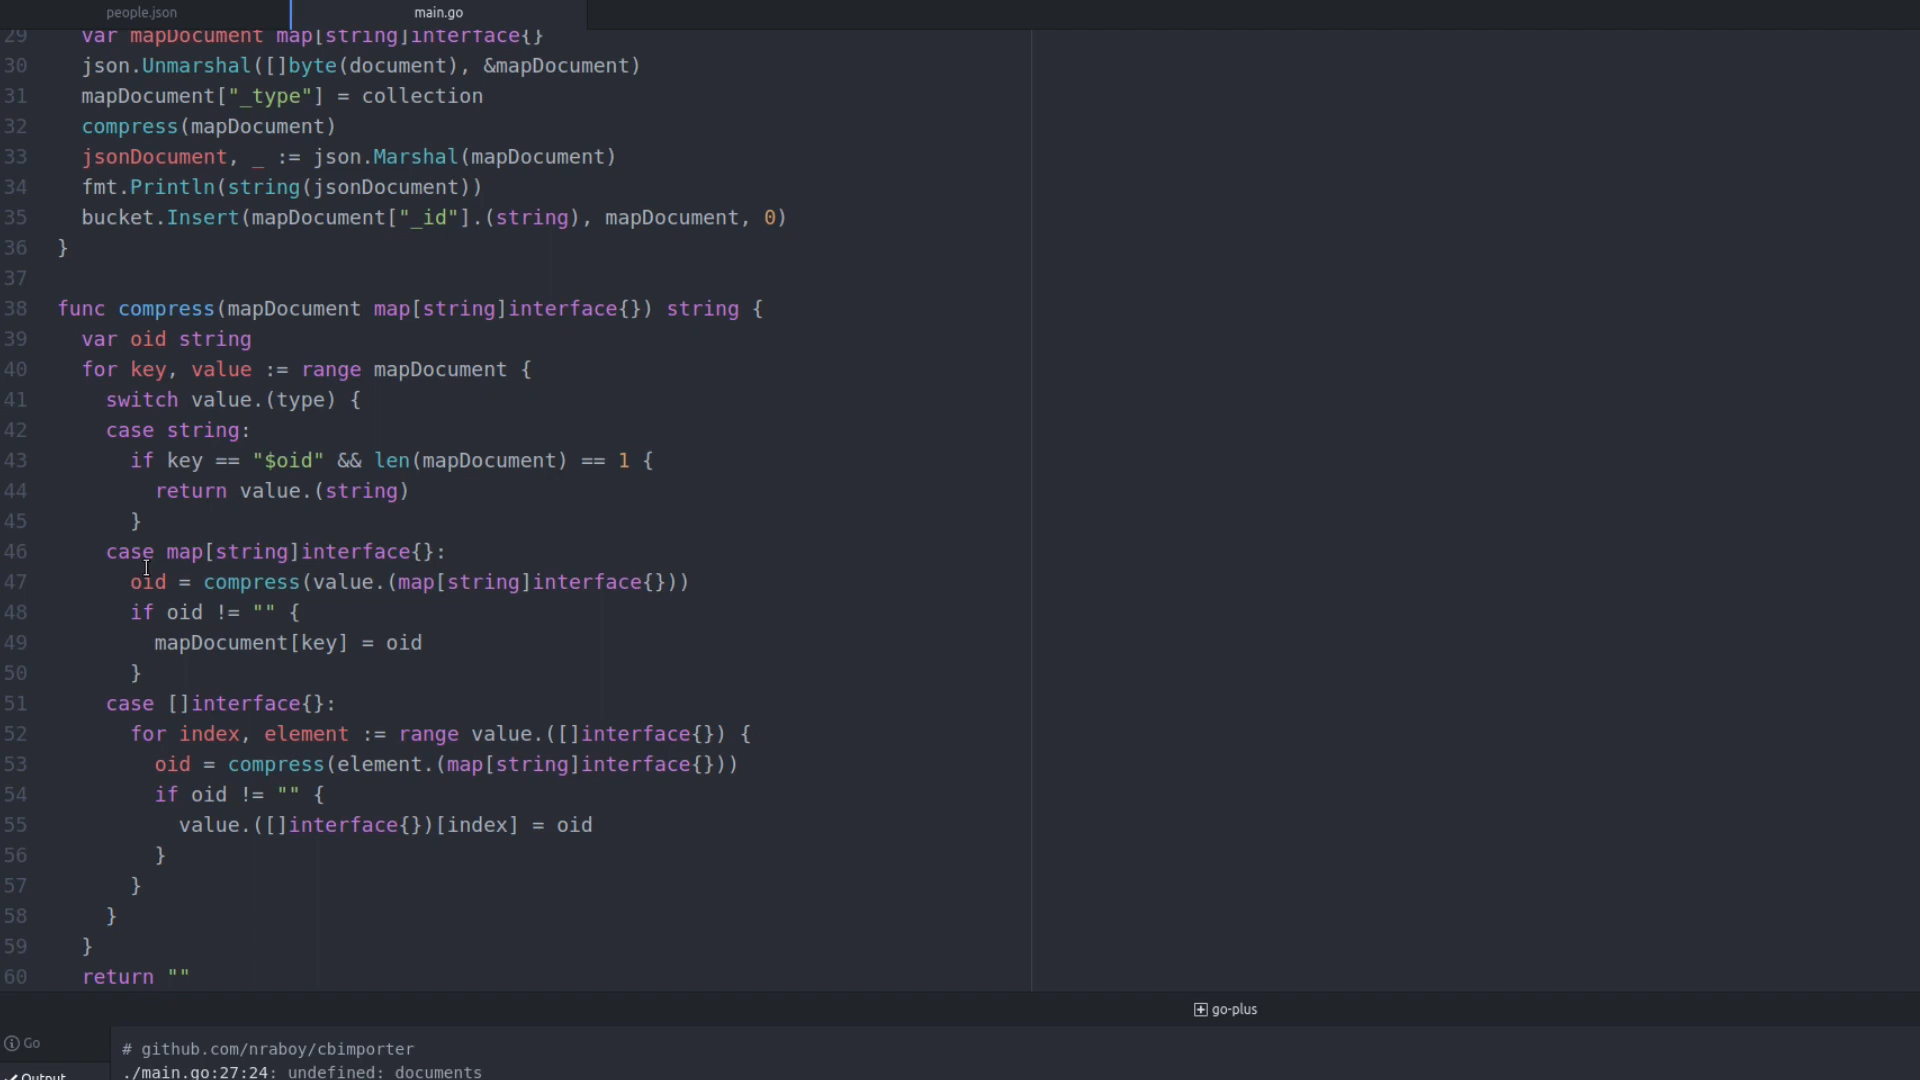 people.json
main.go
29 var mapDocument map[string]interface{}
30 json.Unmarshal([]byte(document), &mapDocument)
31 mapDocument["_type"] = collection
32 compress(mapDocument)
33 jsonDocument, _ := json.Marshal(mapDocument)
34 fmt.Println(string(jsonDocument))
35 bucket.Insert(mapDocument["_id"].(string), mapDocument, 0)
36 }
37
38 func compress(mapDocument map[string]interface{}) string {
39 var oid string
40 for key, value := range mapDocument {
41 switch value.(type) {
42 case string:
43 if key == "$oid" && len(mapDocument) == 1 {
44 return value.(string)
45 }
46 case map[string]interface{}:
47 oid = compress(value.(map[string]interface{}))
48 if oid != "" {
49 mapDocument[key] = oid
50 }
51 case []interface{}:
52 for index, element := range value.([]interface{}) {
53 oid = compress(element.(map[string]interface{}))
54 if oid != "" {
55 value.([]interface{})[index] = oid
56 }
57 }
58 }
59 }
60 return ""
go-plus
Go
# github.com/nraboy/cbimporter
Output
./main.go:27:24: undefined: documents